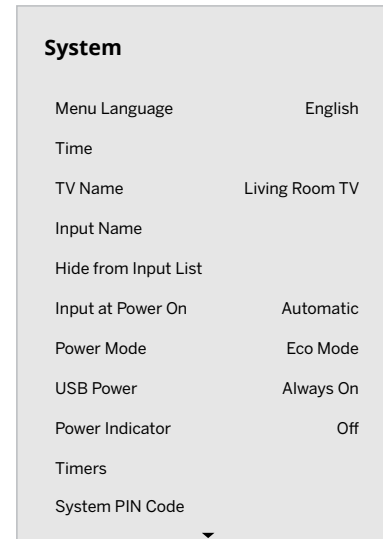 System
Menu Language English
Time
TV Name Living Room TV
Input Name
Hide from Input List
Input at Power On Automatic
Power Mode Eco Mode
USB Power Always On
Power Indicator Off
Timers
System PIN Code